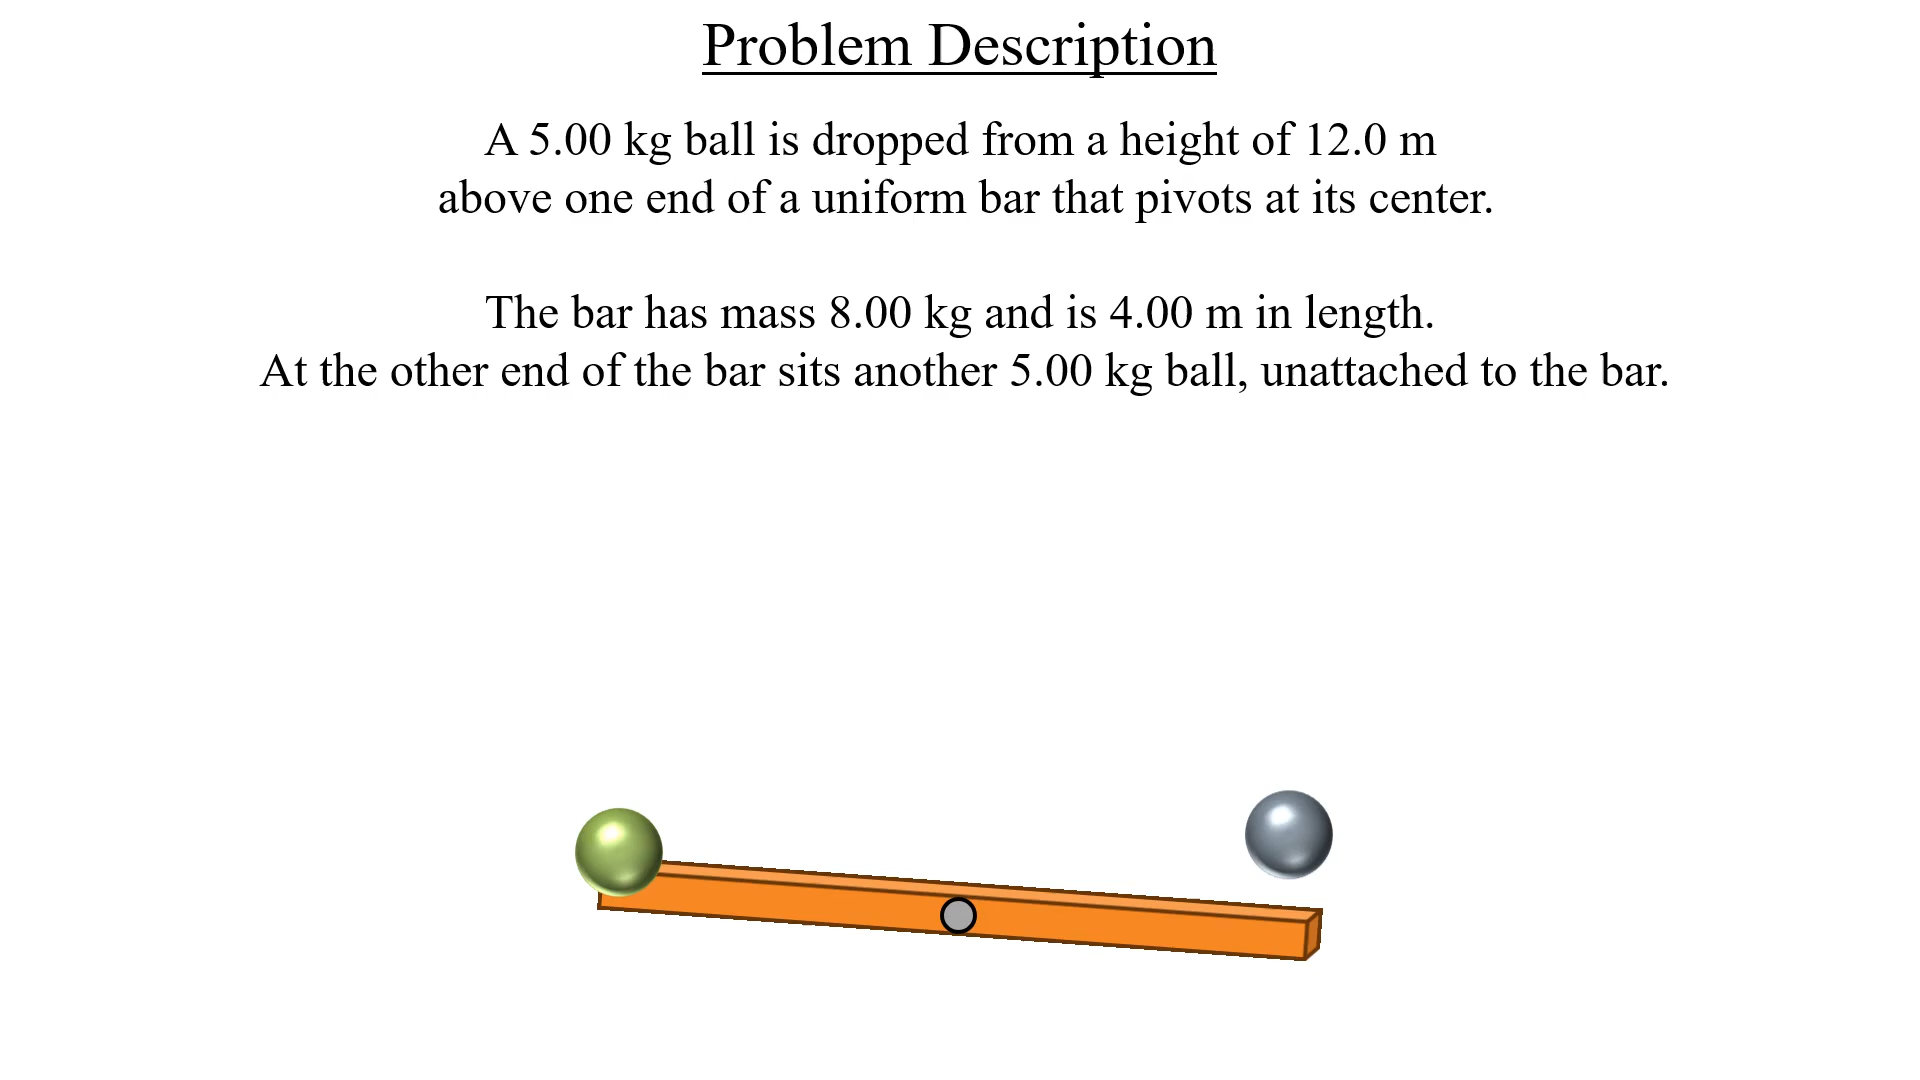 Problem Description
A 5.00 kg ball is dropped from a height of 12.0 m
above one end of a uniform bar that pivots at its center.
The bar has mass 8.00 kg and is 4.00 m in length.
At the other end of the bar sits another 5.00 kg ball, unattached to the bar.